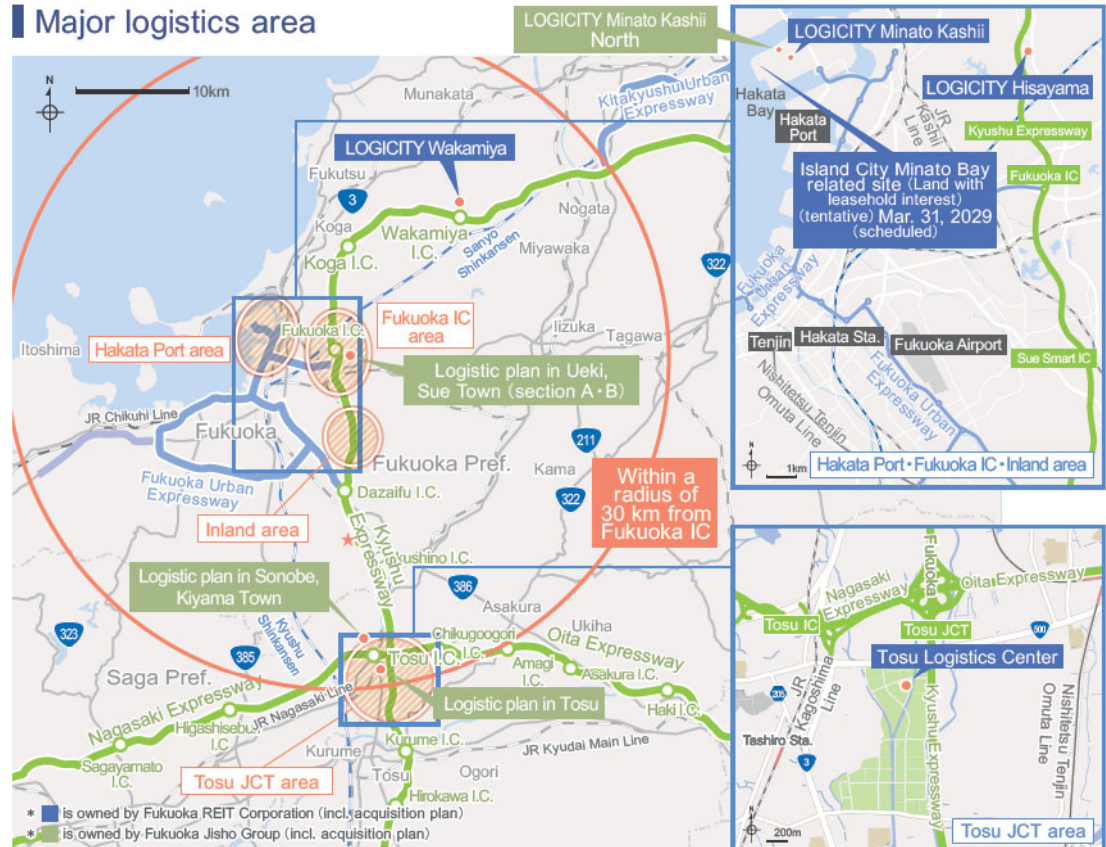 Major logistics area
N
10km
Munakata
Kitakyushu Urban
Expressway
LOGICITY Wakamiya
Fukutsu
3
Koga
Wakamiya
I.C.
Nogata
Koga I.C.
Sanyo
Shinkansen
Miyawaka
322
Fukuoka I.C.
Fukuoka IC
area
Iizuka
Tagawa
Itoshima
Hakata Port area
Logistic plan in Ueki,
Sue Town (section A・B)
JR Chikuhi Line
Fukuoka
211
Fukuoka Pref.
Kama
322
Fukuoka Urban
Expressway
Dazaifu I.C.
Within a
radius of
30 km from
Fukuoka IC
Inland area
Kyushu
Expressway
Logistic plan in Sonobe,
Kiyama Town
386
Asakura
Kyushu
Shinkansen
323
Ukiha
385
Chikugoogori
I.C.
Oita Expressway
Tosu I.C.
Amagi
I.C.
Asakura I.C.
Saga Pref.
Nagasaki Expressway
JR Nagasaki Line
Logistic plan in Tosu
Haki I.C.
Higashisebu
I.C
Kurume
Kurume I.C.
JR Kyudai Main Line
Sagayamato
I.C.
Tosu JCT area
Tosu
Ogori
Hirokawa I.C.
* is owned by Fukuoka REIT Corporation (incl. acquisition plan)
* is owned by Fukuoka Jisho Group (incl. acquisition plan)
LOGICITY Minato Kashii
North
LOGICITY Minato Kashii
LOGICITY Hisayama
Hakata
Bay
Hakata
Port
JR
Kashii
Line
Kyushu Expressway
Fukuoka IC
Island City Minato Bay
related site (Land with
leasehold interest)
(tentative) Mar. 31, 2029
(scheduled)
Fukuoka
Urban
Expressway
Tenjin
Hakata Sta.
Fukuoka Airport
Sue Smart IC
Nishitetsu Tenjin
Omuta Line
Fukuoka Urban
Expressway
N
1km
Hakata Port・Fukuoka IC・Inland area
Fukuoka
Nagasaki
Expressway
Oita Expressway
Tosu IC
Tosu JCT
500
Tosu Logistics Center
JR
Kagoshima
Line
Kyushu Expressway
Nishitetsu Tenjin
Omuta Line
Tashiro Sta.
3
N
200m
Tosu JCT area